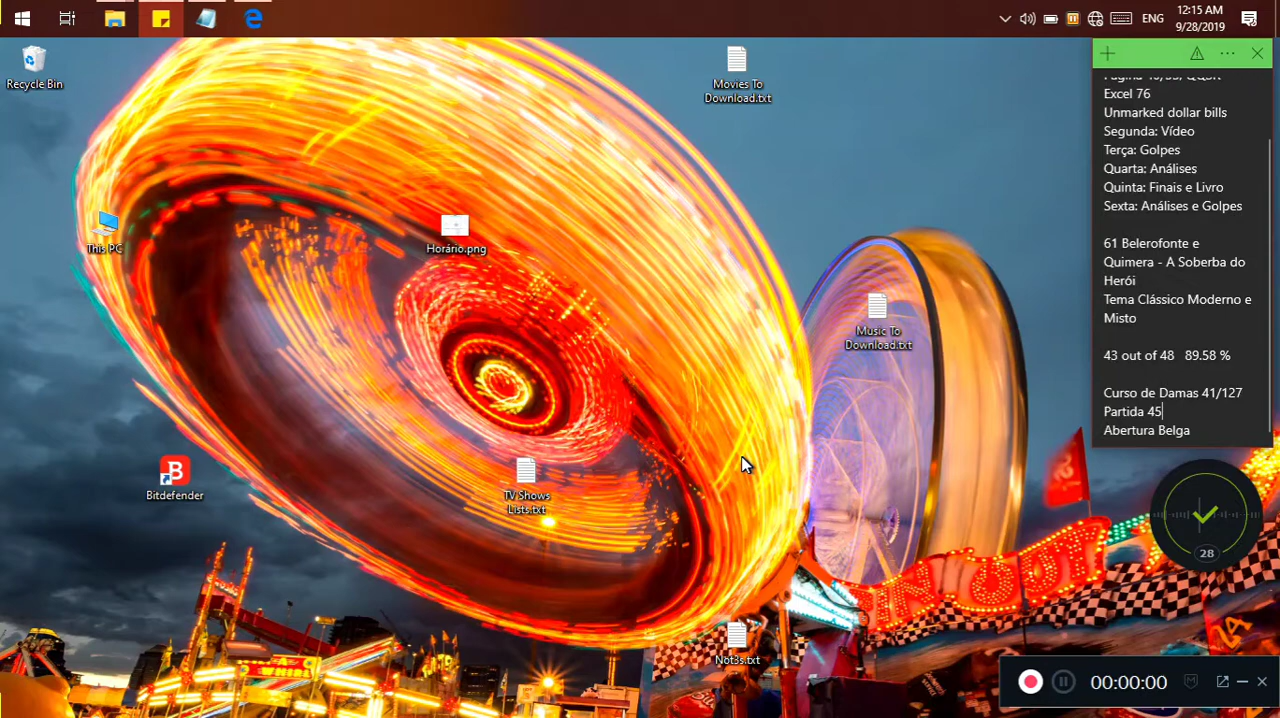 12:15 AM
ENG
9/28/2019
Recycle Bin
Movies To
Download.txt
This PC
Horário.png
Music To
Download.txt
Bitdefender
TV Shows
Lists.txt
Not3s.txt
Excel 76
Unmarked dollar bills
Segunda: Vídeo
Terça: Golpes
Quarta: Análises
Quinta: Finais e Livro
Sexta: Análises e Golpes
61 Belerofonte e
Quimera - A Soberba do
Herói
Tema Clássico Moderno e
Misto
43 out of 48 89.58 %
Curso de Damas 41/127
Partida 45
Abertura Belga
28
00:00:00
24